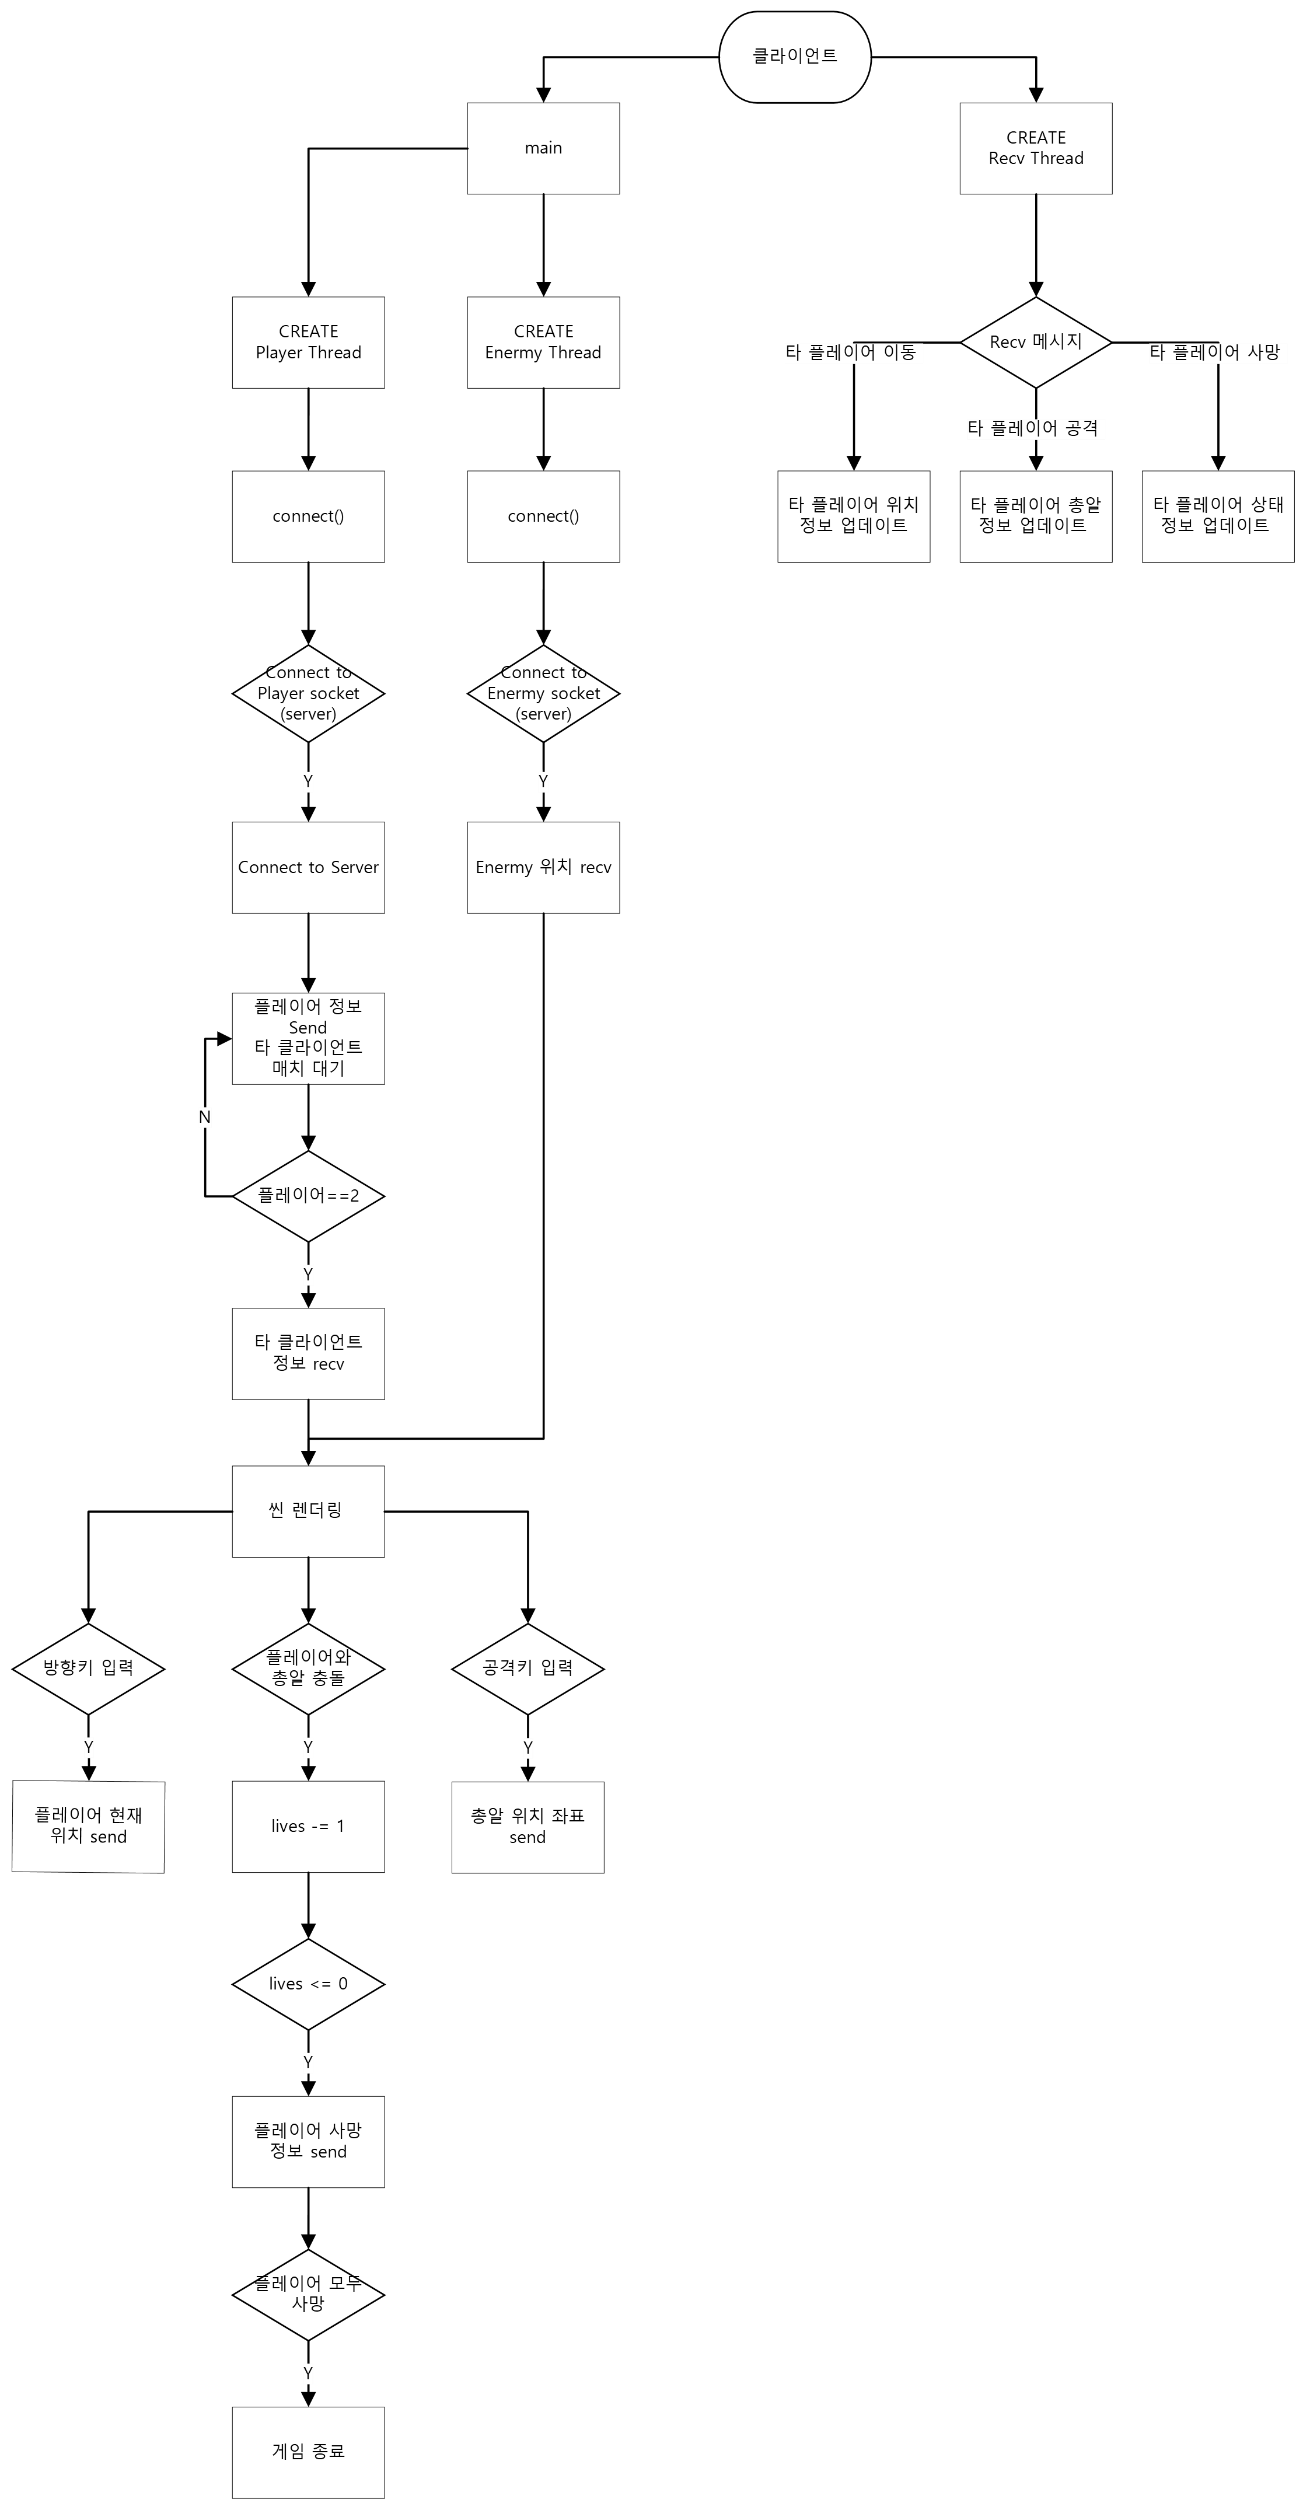 클라이언트
main
CREATE
Recv Thread
CREATE
Player Thread
CREATE
Enermy Thread
Recv 메시지
타 플레이어 이동
타 플레이어 사망
타 플레이어 공격
connect()
connect()
타 플레이어 위치
정보 업데이트
타 플레이어 총알
정보 업데이트
타 플레이어 상태
정보 업데이트
Connect to
Player socket
(server)
Connect to
Enermy socket
(server)
Y
Y
Connect to Server
Enermy 위치 recv
플레이어 정보
Send
타 클라이언트
매치 대기
N
플레이어==2
Y
타 클라이언트
정보 recv
씬 렌더링
방향키 입력
플레이어와
총알 충돌
공격키 입력
Y
Y
Y
플레이어 현재
위치 send
lives -= 1
총알 위치 좌표
send
lives <= 0
Y
플레이어 사망
정보 send
플레이어 모두
사망
Y
게임 종료